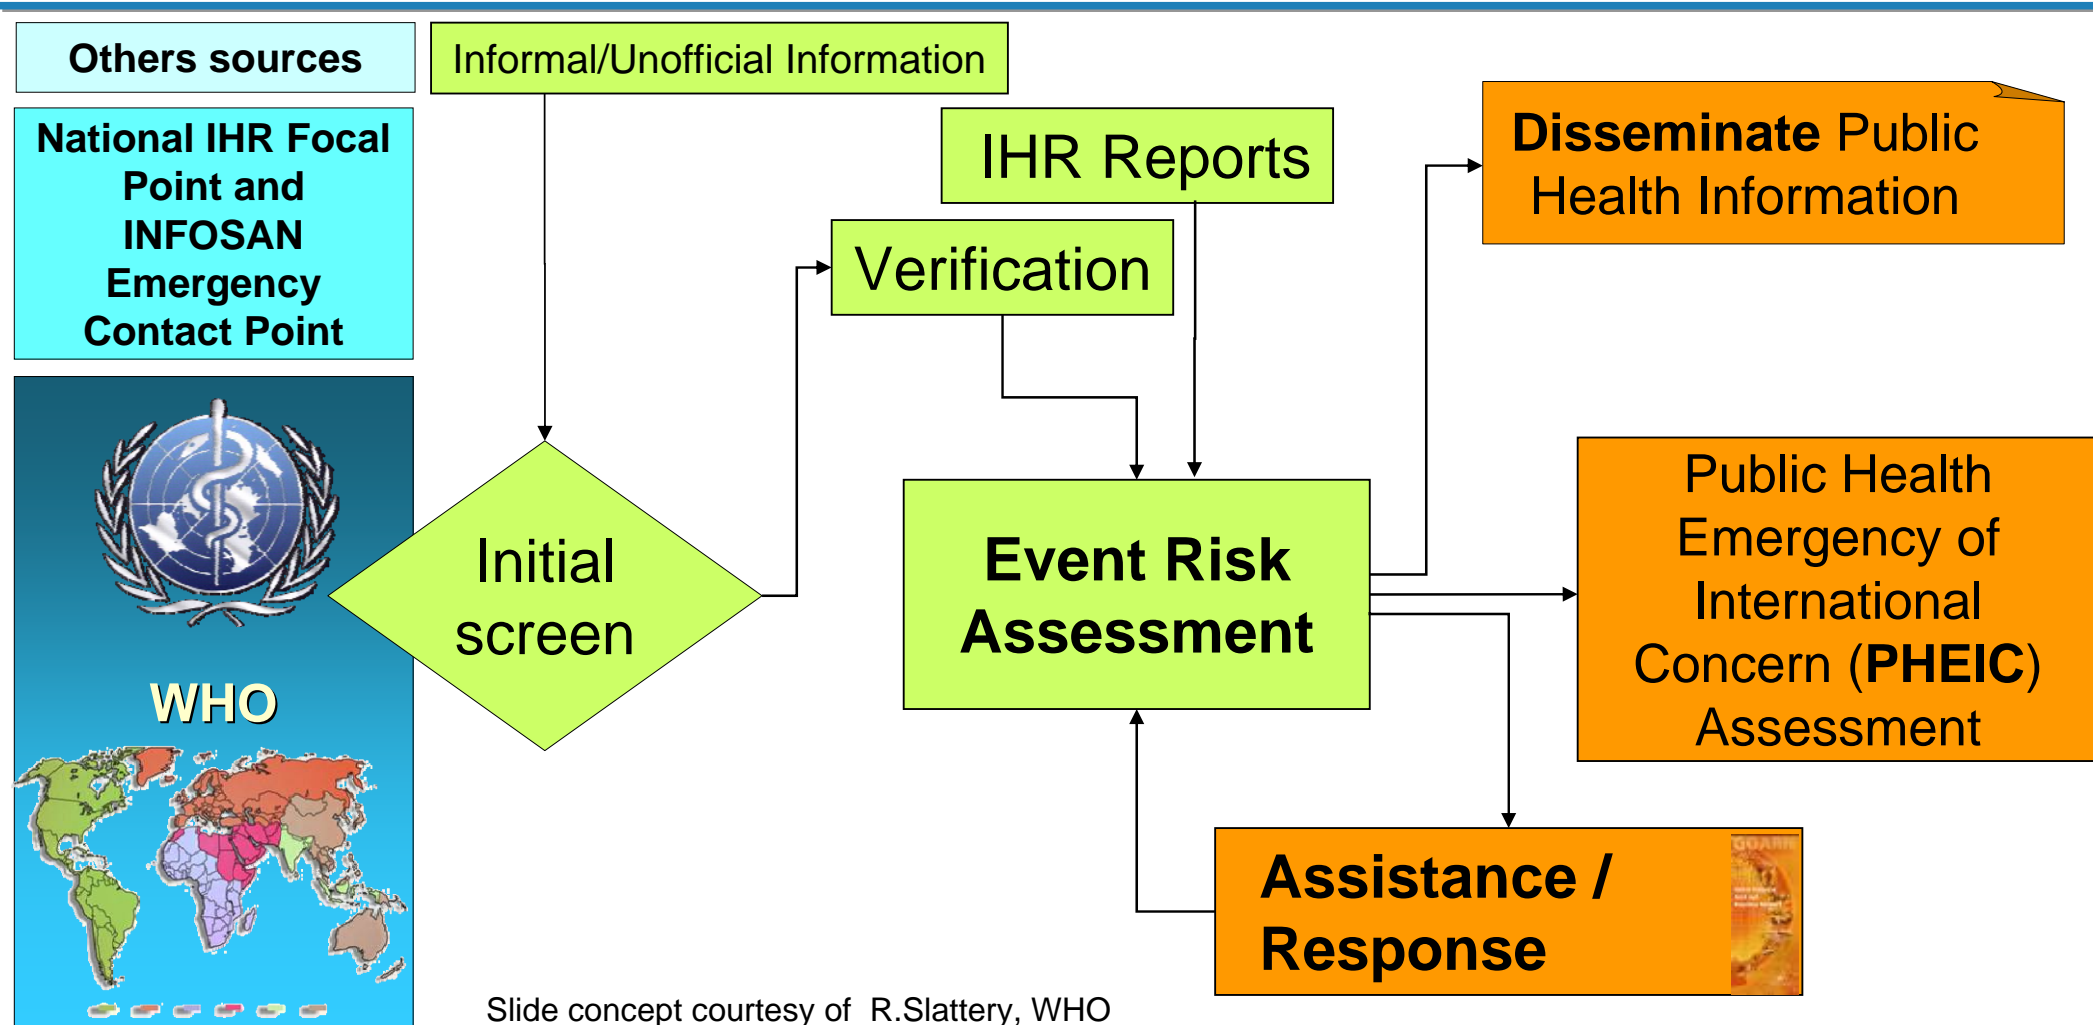 Others sources
Informal/Unofficial Information
National IHR Focal
Point and
INFOSAN
Emergency
Contact Point
IHR Reports
Verification
Disseminate Public
Health Information
Initial
screen
Event Risk
Assessment
Public Health
Emergency of
International
Concern (PHEIC)
Assessment
WHO
Assistance /
Response
GOARN
Slide concept courtesy of R.Slattery, WHO